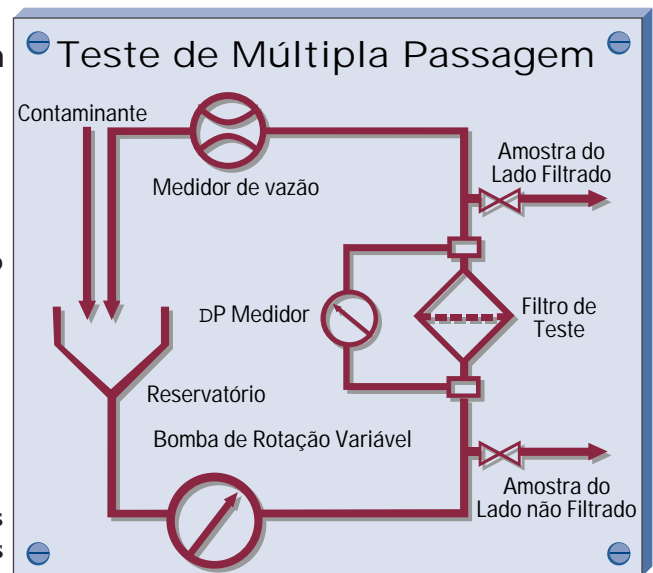 Teste de Múltipla Passagem
Contaminante
Medidor de vazão
Amostra do
Lado Filtrado
DP Medidor
Filtro de
Teste
Reservatório
Bomba de Rotação Variável
Amostra do
Lado não Filtrado